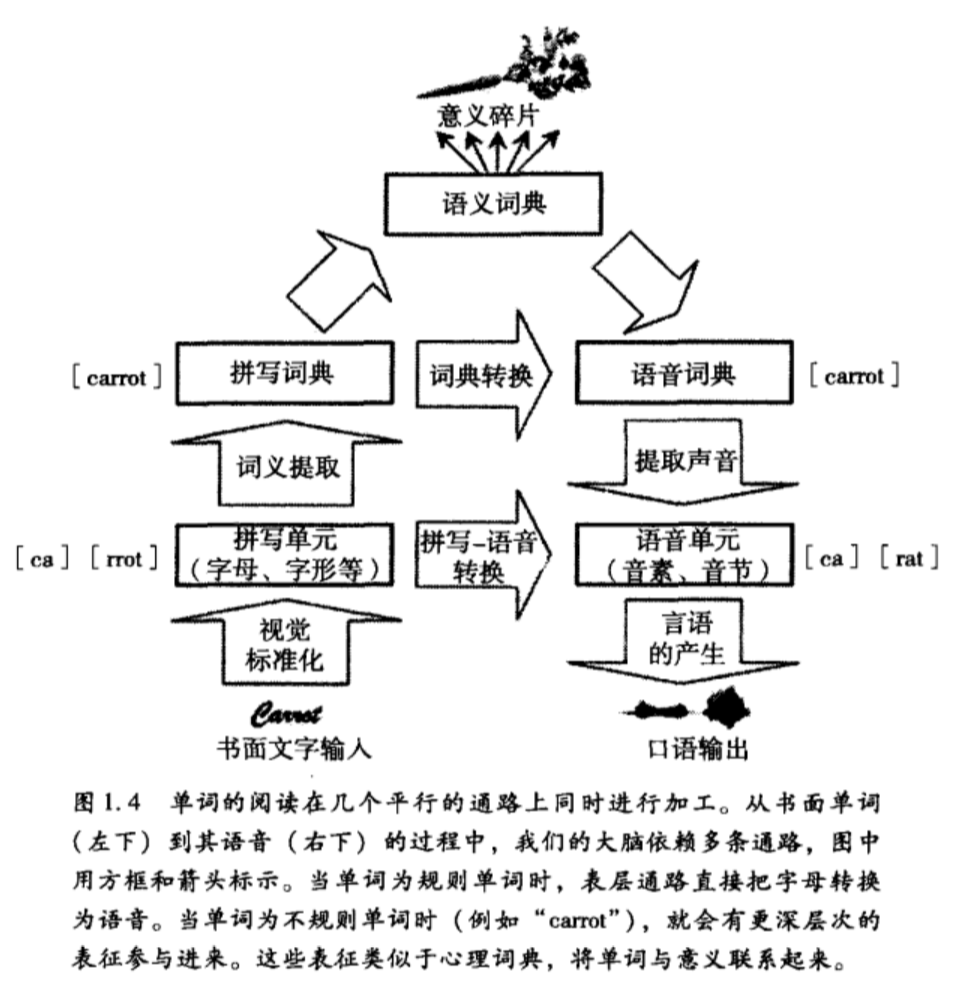 意义碎片
语义词典
[carrot]
拼写词典
词典转换
语音词典
[carrot]
词义提取
提取声音
[ca] [rrot]
拼写单元
(字母、字形等)
拼写-语音
转换
语音单元
(音素、音节)
[ca] [rat]
视觉
标准化
言语
的产生
Carrot
书面文字输入
口语输出
图1.4 单词的阅读在几个平行的通路上同时进行加工。从书面单词
(左下) 到其语音 (右下) 的过程中，我们的大脑依赖多条通路，图中
用方框和箭头标示。当单词为规则单词时，表层通路直接把字母转换
为语音。当单词为不规则单词时 (例如“carrot”)，就会有更深层次的
表征参与进来。这些表征类似于心理词典，将单词与意义联系起来。